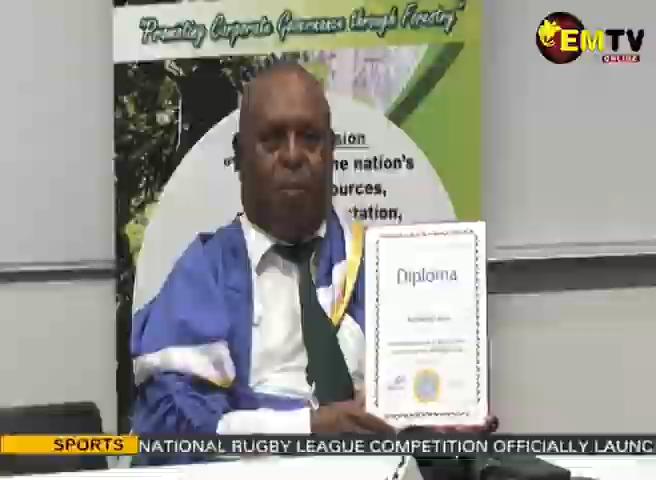 "Promoting Corporate Governance through Forestry"
EMTV
ONLINE
sion
ne nation's
ources,
tation,
Diploma
SPORTS
NATIONAL RUGBY LEAGUE COMPETITION OFFICIALLY LAUNC